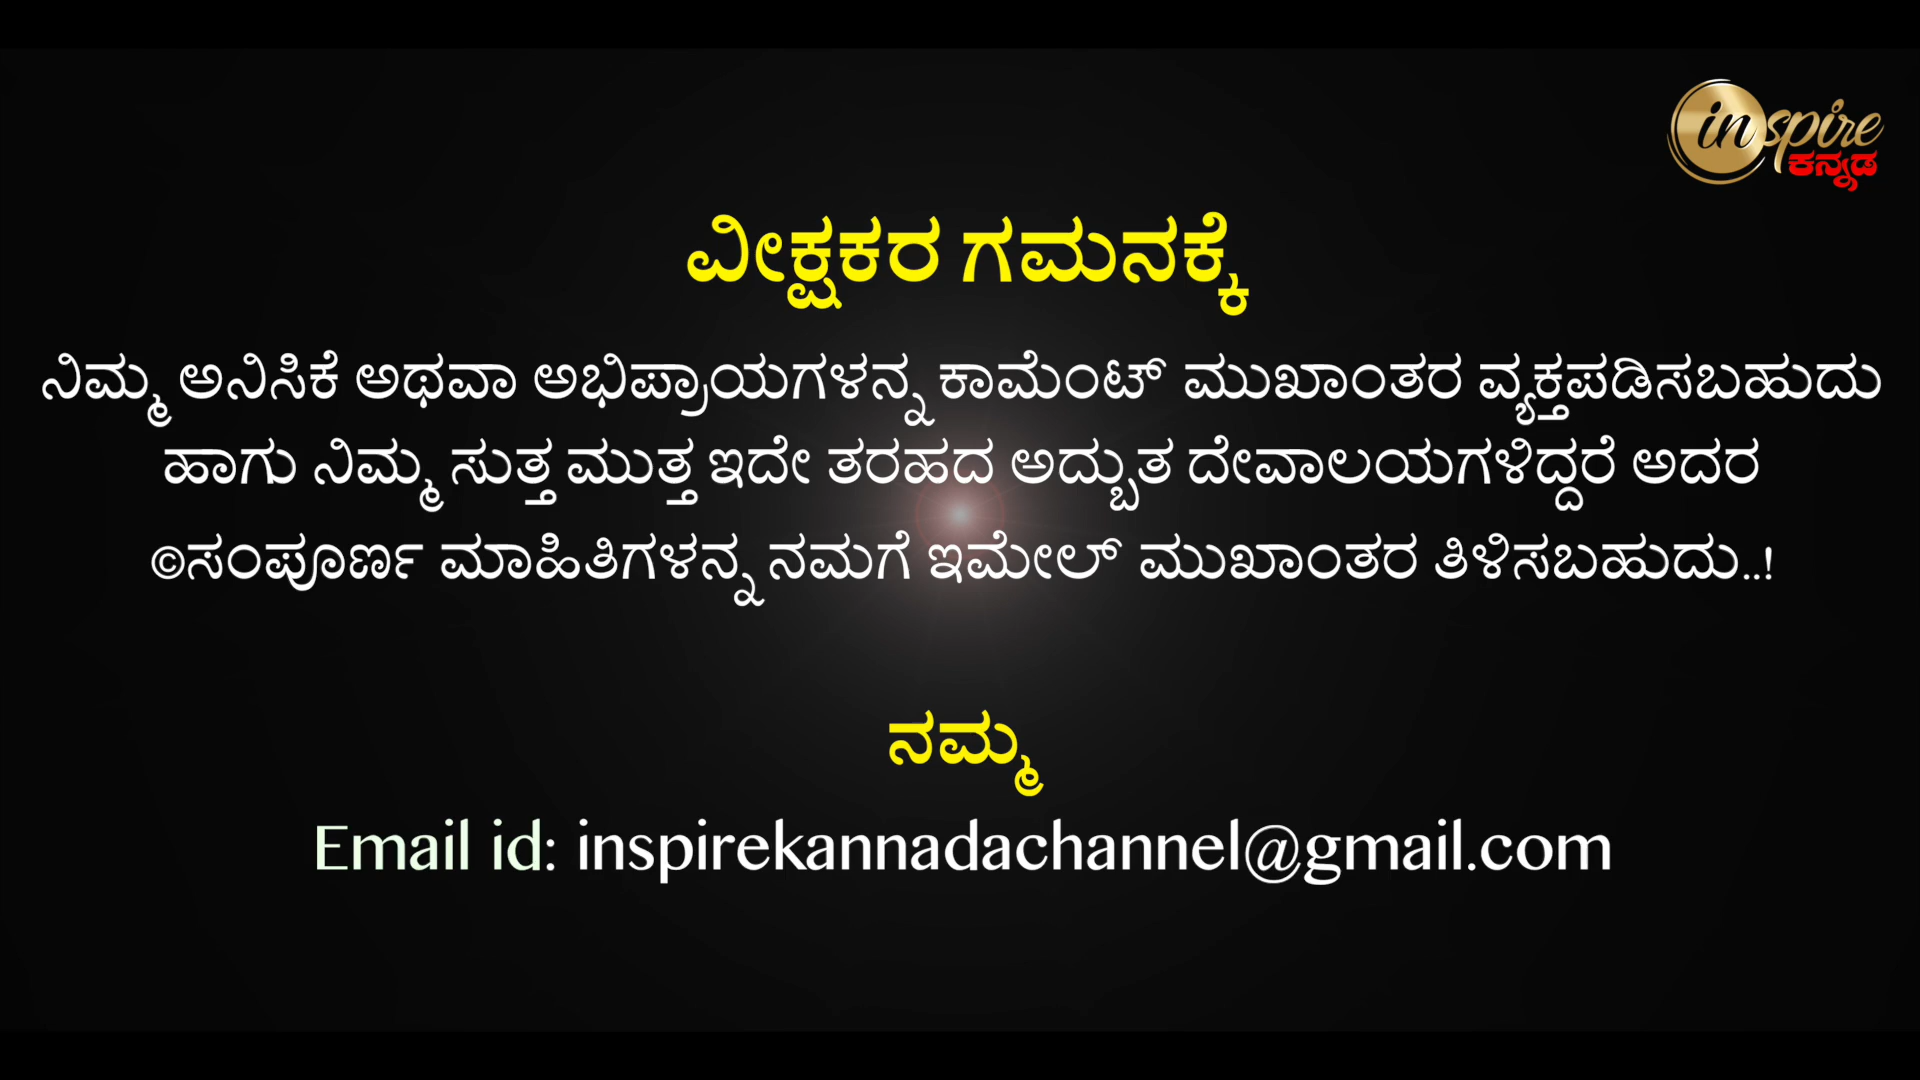 inspire
ಕನ್ನಡ
ವೀಕ್ಷಕರ ಗಮನಕ್ಕೆ
ನಿಮ್ಮ ಅನಿಸಿಕೆ ಅಥವಾ ಅಭಿಪ್ರಾಯಗಳನ್ನ ಕಾಮೆಂಟ್ ಮುಖಾಂತರ ವ್ಯಕ್ತಪಡಿಸಬಹುದು
ಹಾಗು ನಿಮ್ಮ ಸುತ್ತ ಮುತ್ತ ಇದೇ ತರಹದ ಅದ್ಬುತ ದೇವಾಲಯಗಳಿದ್ದರೆ ಅದರ
©ಸಂಪೂರ್ಣ ಮಾಹಿತಿಗಳನ್ನ ನಮಗೆ ಇಮೇಲ್ ಮುಖಾಂತರ ತಿಳಿಸಬಹುದು..!
ನಮ್ಮ
Email id: inspirekannadachannel@gmail.com